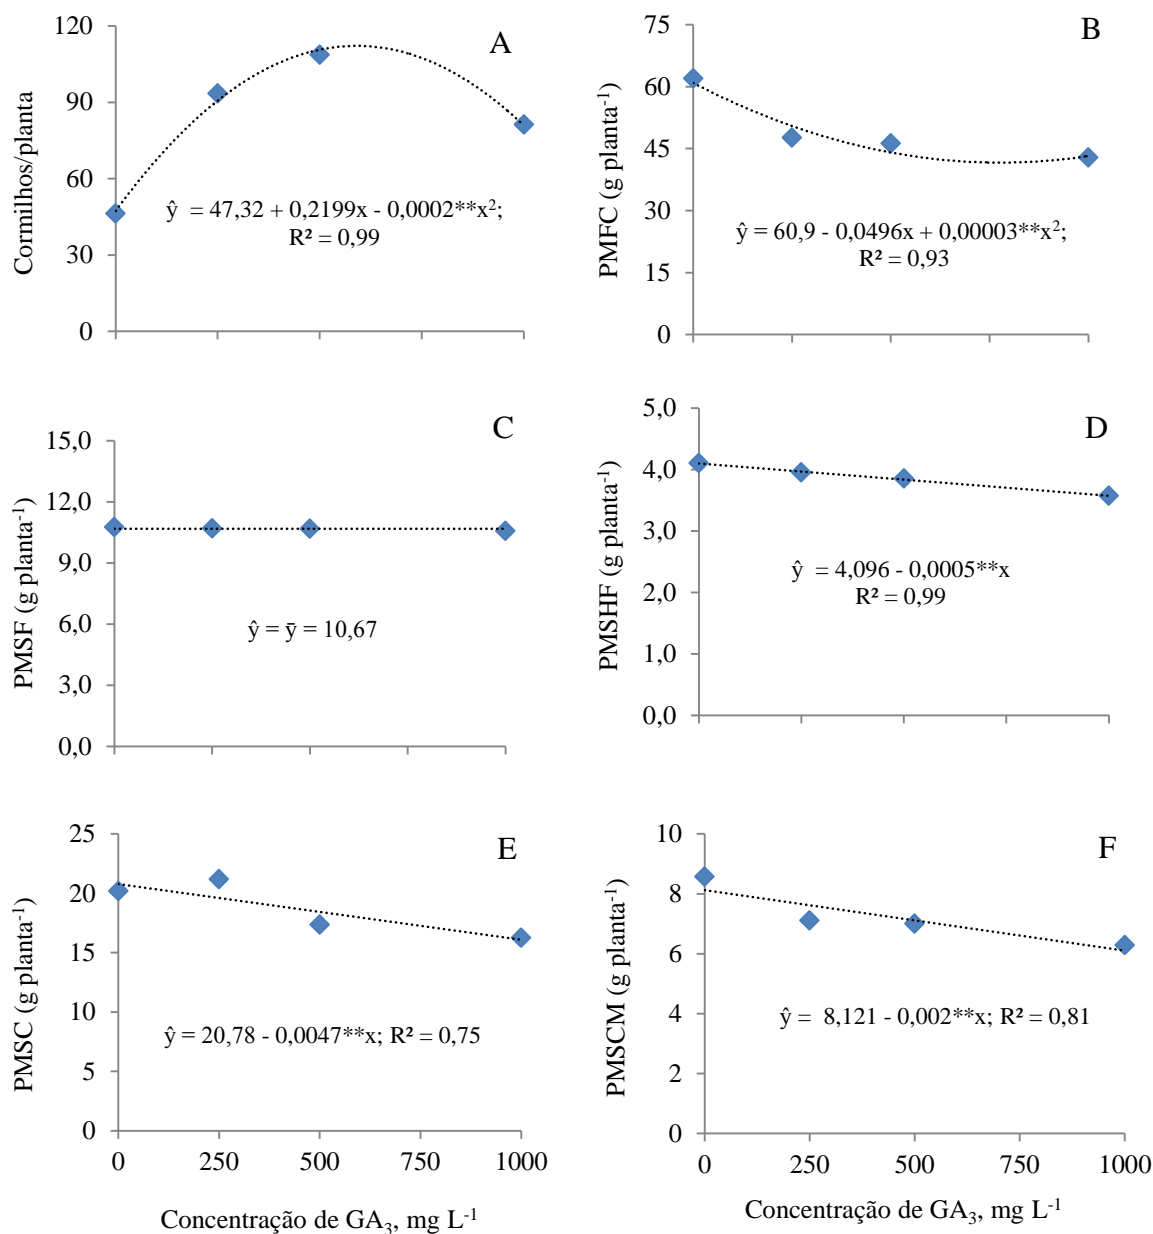 A
Cormilhos/planta
120
90
60
30
0
ŷ = 47,32 + 0,2199x - 0,0002**x²;
R² = 0,99
B
PMFC (g planta⁻¹)
75
60
45
30
15
0
ŷ = 60,9 - 0,0496x + 0,00003**x²;
R² = 0,93
C
PMSF (g planta⁻¹)
15,0
12,0
9,0
6,0
3,0
0,0
ŷ = ȳ = 10,67
D
PMSHF (g planta⁻¹)
5,0
4,0
3,0
2,0
1,0
0,0
ŷ = 4,096 - 0,0005**x
R² = 0,99
E
PMSC (g planta⁻¹)
25
20
15
10
5
0
ŷ = 20,78 - 0,0047**x; R² = 0,75
0 250 500 750 1000
Concentração de GA₃, mg L⁻¹
F
PMSCM (g planta⁻¹)
10
8
6
4
2
0
ŷ = 8,121 - 0,002**x; R² = 0,81
0 250 500 750 1000
Concentração de GA₃, mg L⁻¹